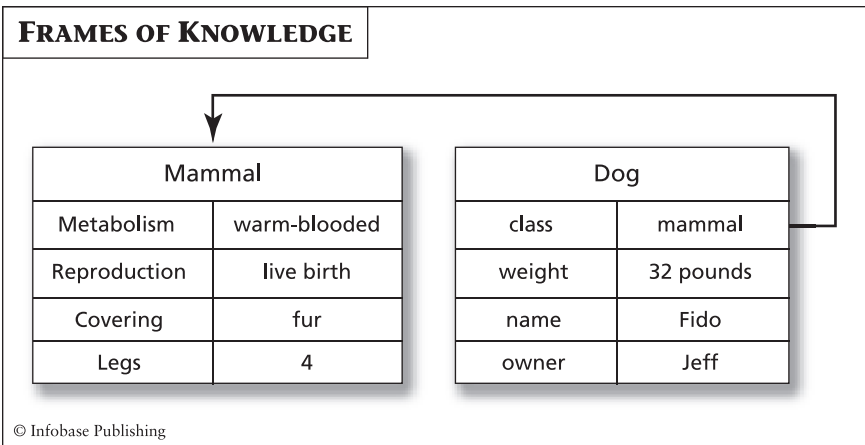 FRAMES OF KNOWLEDGE
Mammal
Metabolism warm-blooded
Reproduction live birth
Covering fur
Legs 4
Dog
class mammal
weight 32 pounds
name Fido
owner Jeff
© Infobase Publishing